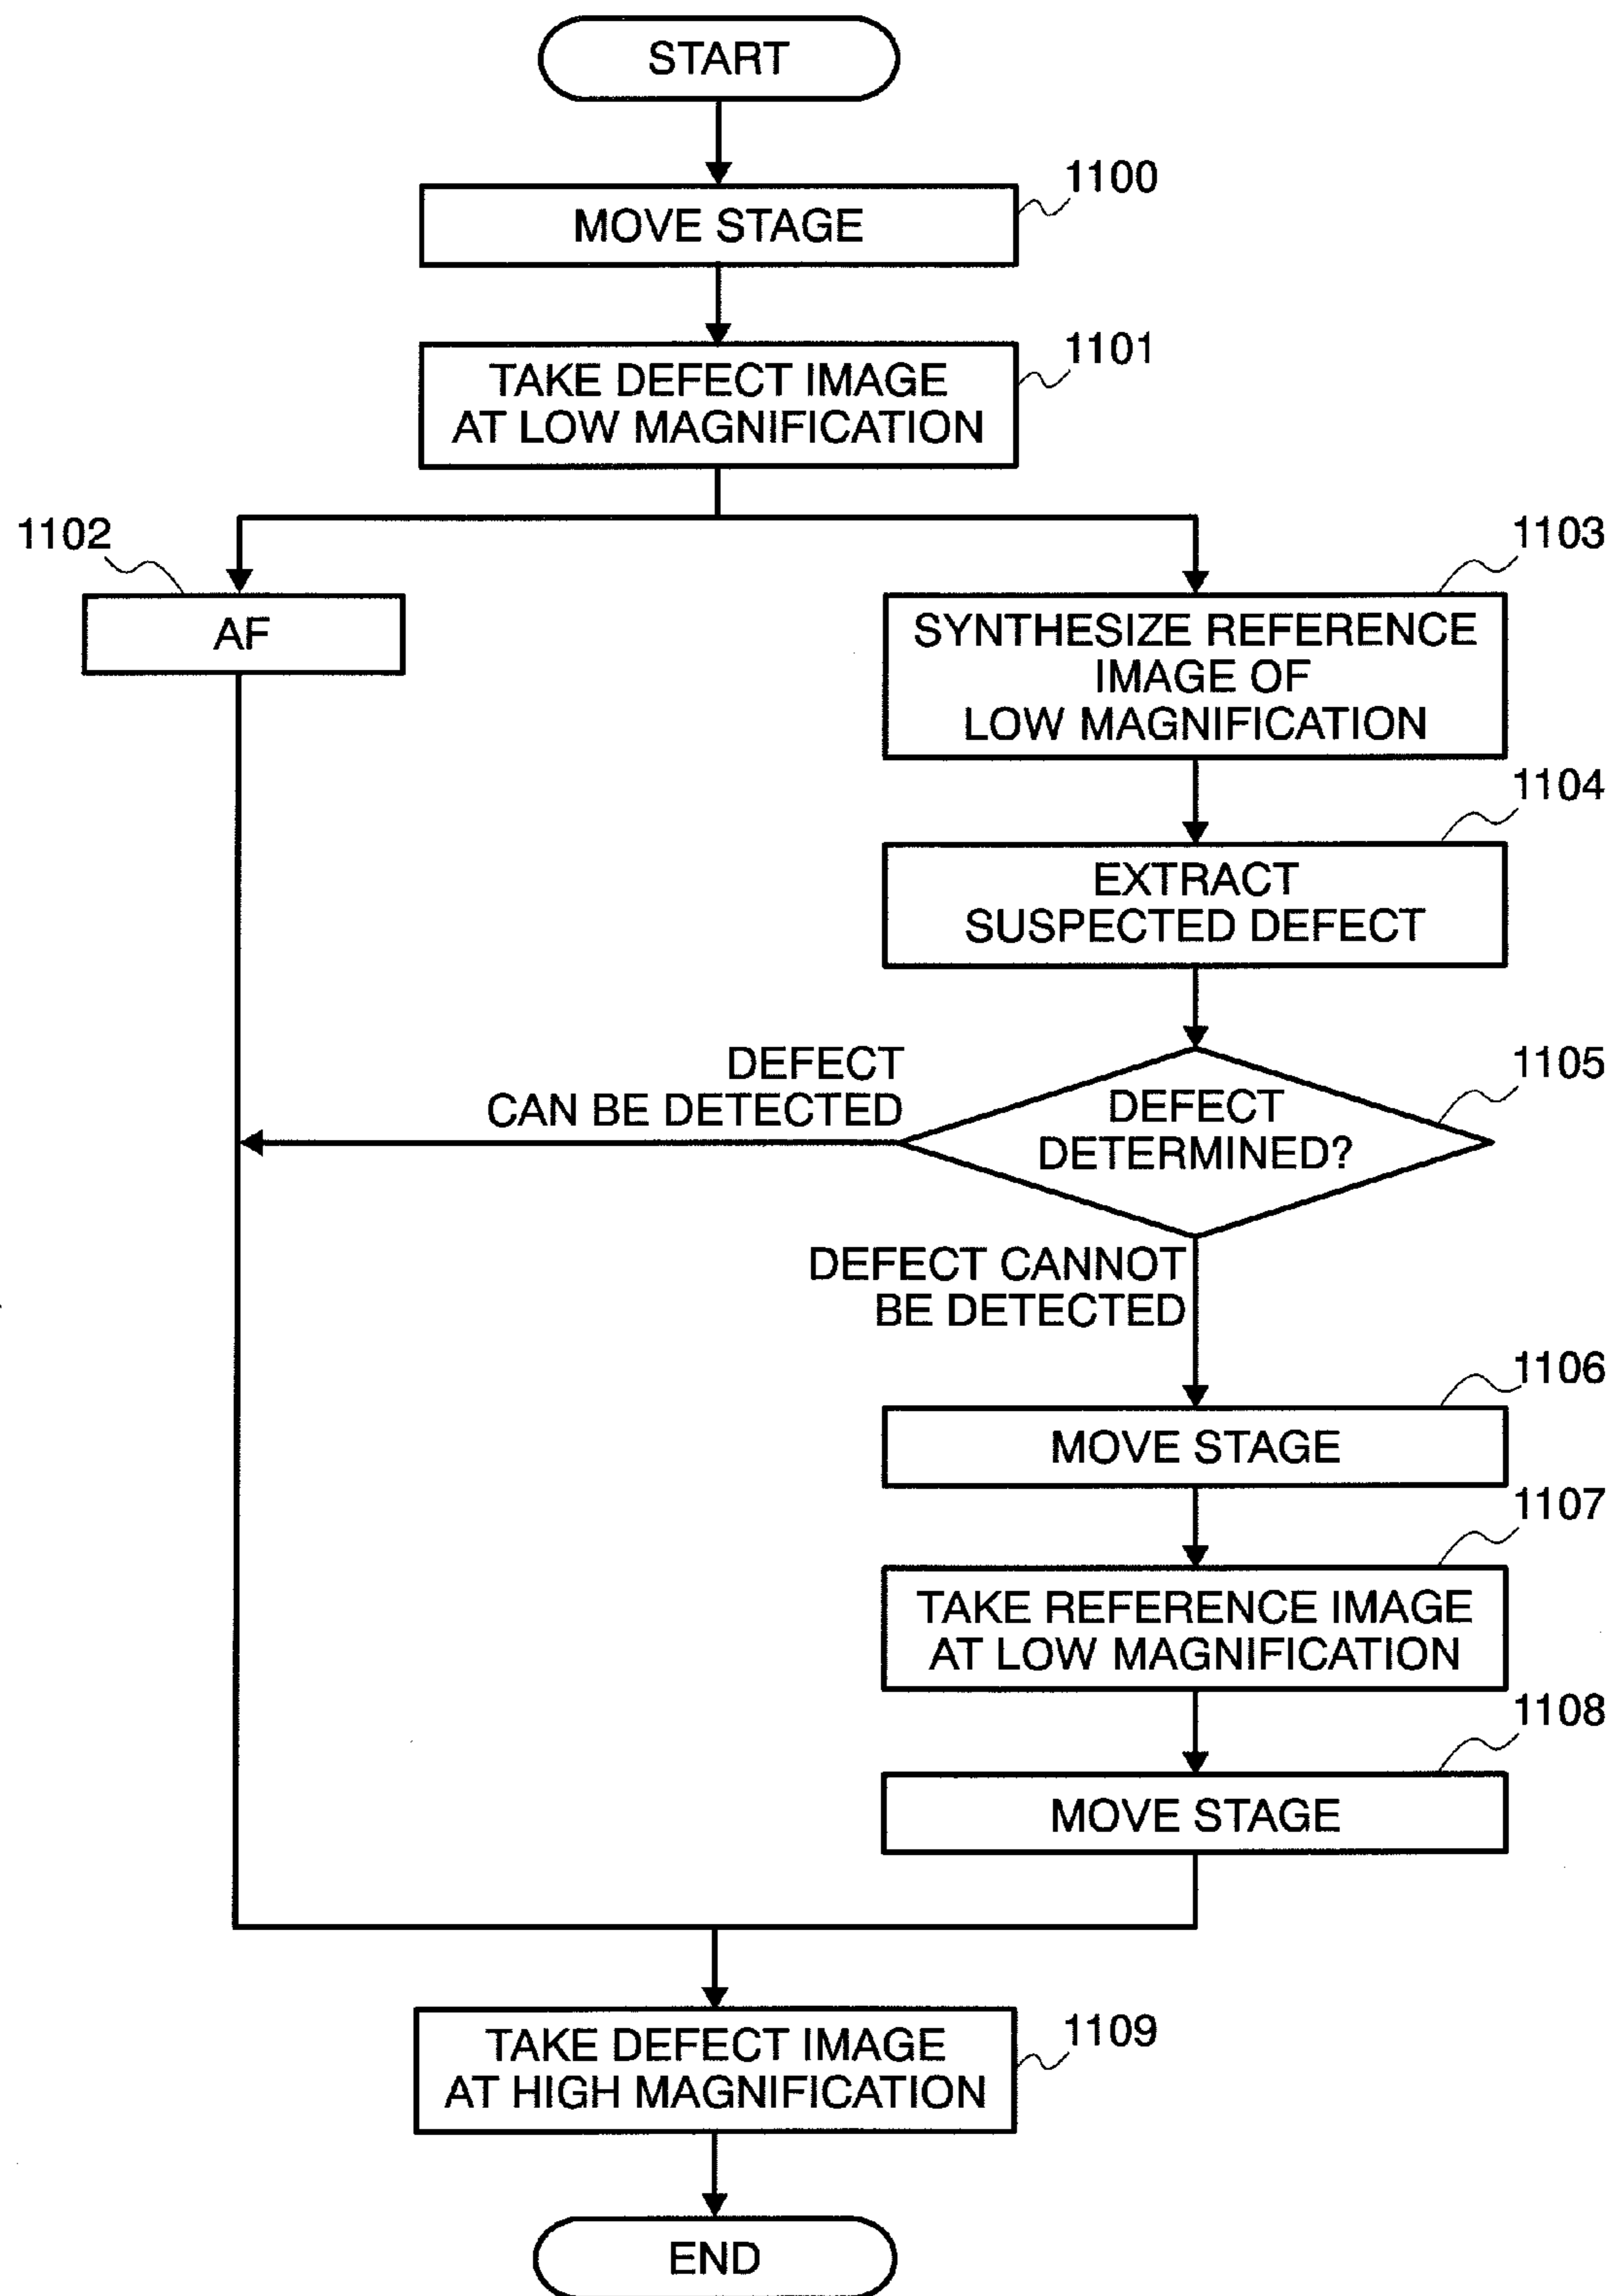 START
1100
MOVE STAGE
1101
TAKE DEFECT IMAGE
AT LOW MAGNIFICATION
1102
AF
1103
SYNTHESIZE REFERENCE
IMAGE OF
LOW MAGNIFICATION
1104
EXTRACT
SUSPECTED DEFECT
1105
DEFECT
DETERMINED?
DEFECT
CAN BE DETECTED
DEFECT CANNOT
BE DETECTED
1106
MOVE STAGE
1107
TAKE REFERENCE IMAGE
AT LOW MAGNIFICATION
1108
MOVE STAGE
1109
TAKE DEFECT IMAGE
AT HIGH MAGNIFICATION
END